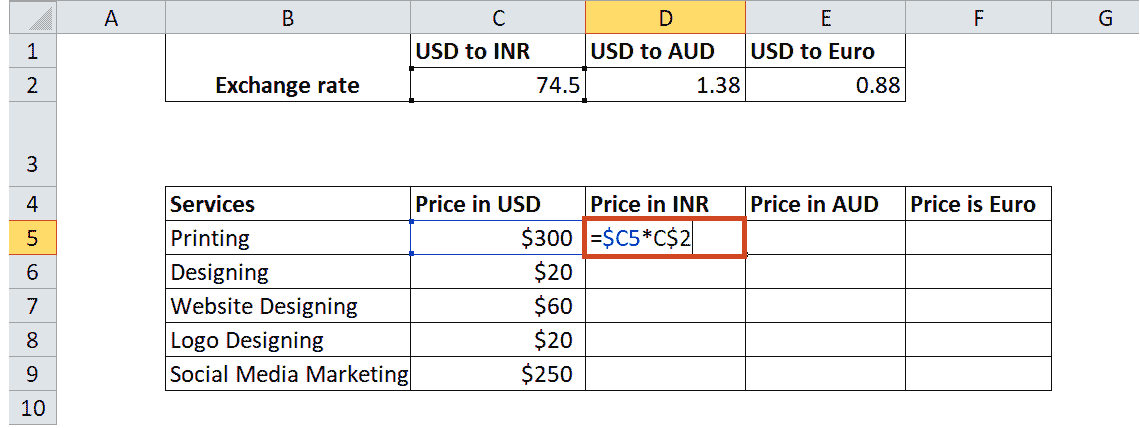 A B C D E F G
1 USD to INR USD to AUD USD to Euro
2 Exchange rate 74.5 1.38 0.88
3
4 Services Price in USD Price in INR Price in AUD Price is Euro
5 Printing $300 =$C5*C$2
6 Designing $20
7 Website Designing $60
8 Logo Designing $20
9 Social Media Marketing $250
10